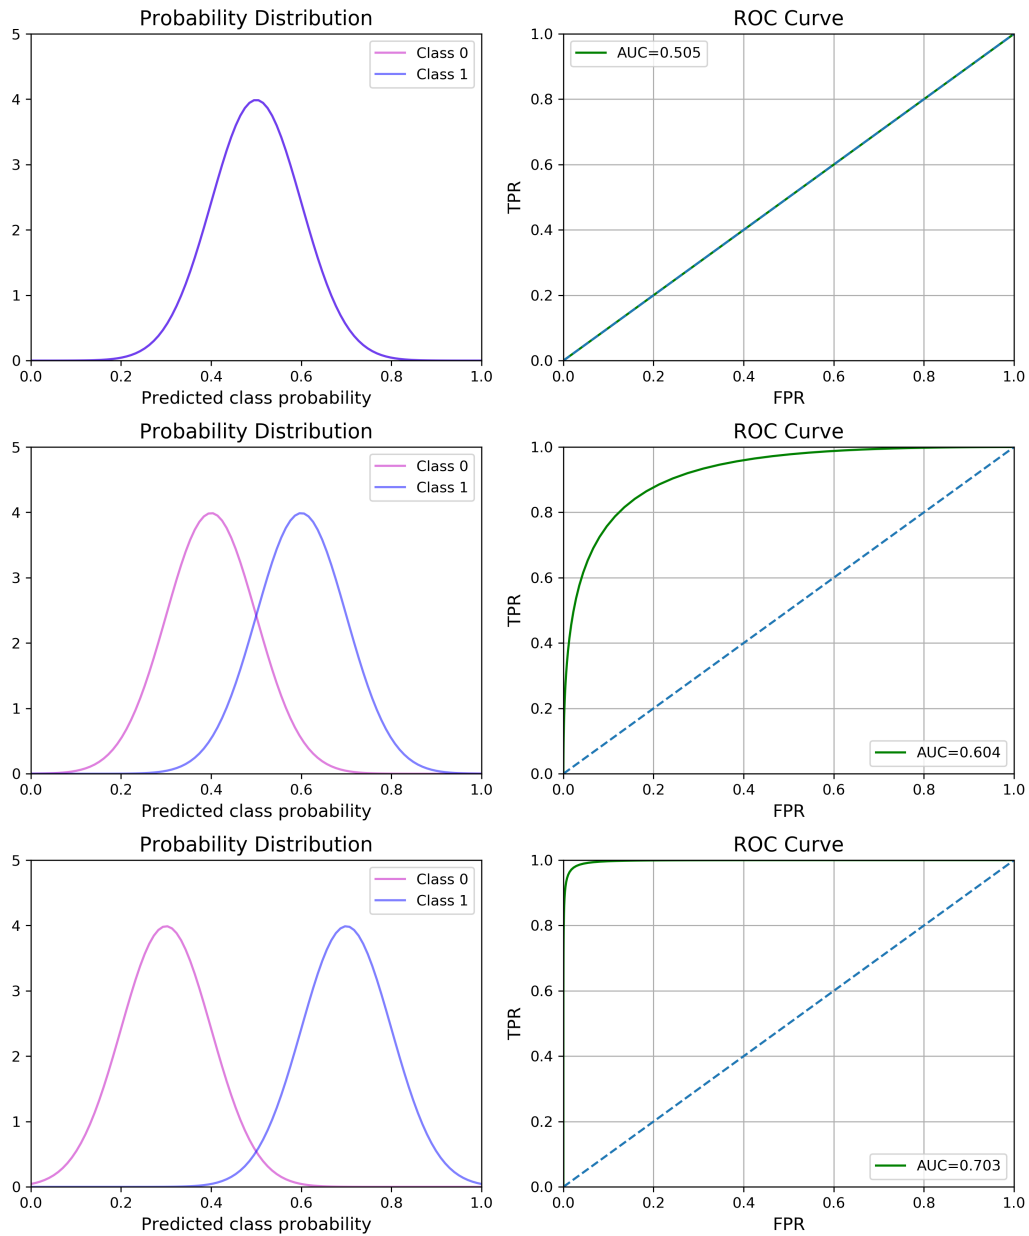 Probability Distribution
5
4
3
2
1
0
Class 0
Class 1
0.0 0.2 0.4 0.6 0.8 1.0
Predicted class probability
ROC Curve
TPR
1.0
0.8
0.6
0.4
0.2
0.0
AUC=0.505
0.0 0.2 0.4 0.6 0.8 1.0
FPR
Probability Distribution
5
4
3
2
1
0
Class 0
Class 1
0.0 0.2 0.4 0.6 0.8 1.0
Predicted class probability
ROC Curve
TPR
1.0
0.8
0.6
0.4
0.2
0.0
AUC=0.604
0.0 0.2 0.4 0.6 0.8 1.0
FPR
Probability Distribution
5
4
3
2
1
0
Class 0
Class 1
0.0 0.2 0.4 0.6 0.8 1.0
Predicted class probability
ROC Curve
TPR
1.0
0.8
0.6
0.4
0.2
0.0
AUC=0.703
0.0 0.2 0.4 0.6 0.8 1.0
FPR